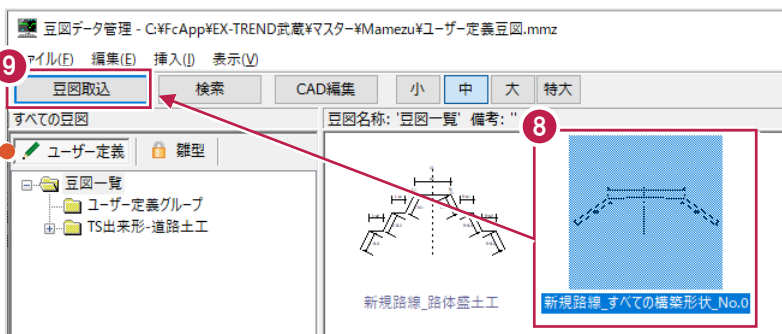 豆図データ管理 - C:¥FcApp¥EX-TREND武蔵¥マスター¥Mamezu¥ユーザー定義豆図.mmz
ァイル(F) 編集(E) 挿入(I) 表示(V)
9
豆図取込 検索 CAD編集 小 中 大 特大
すべての豆図 豆図名称: '豆図一覧' 備考: ''
8
ユーザー定義 雛型
豆図一覧
ユーザー定義グループ
TS出来形-道路土工
新規路線_路体盛土工 新規路線_すべての構築形状_No.0